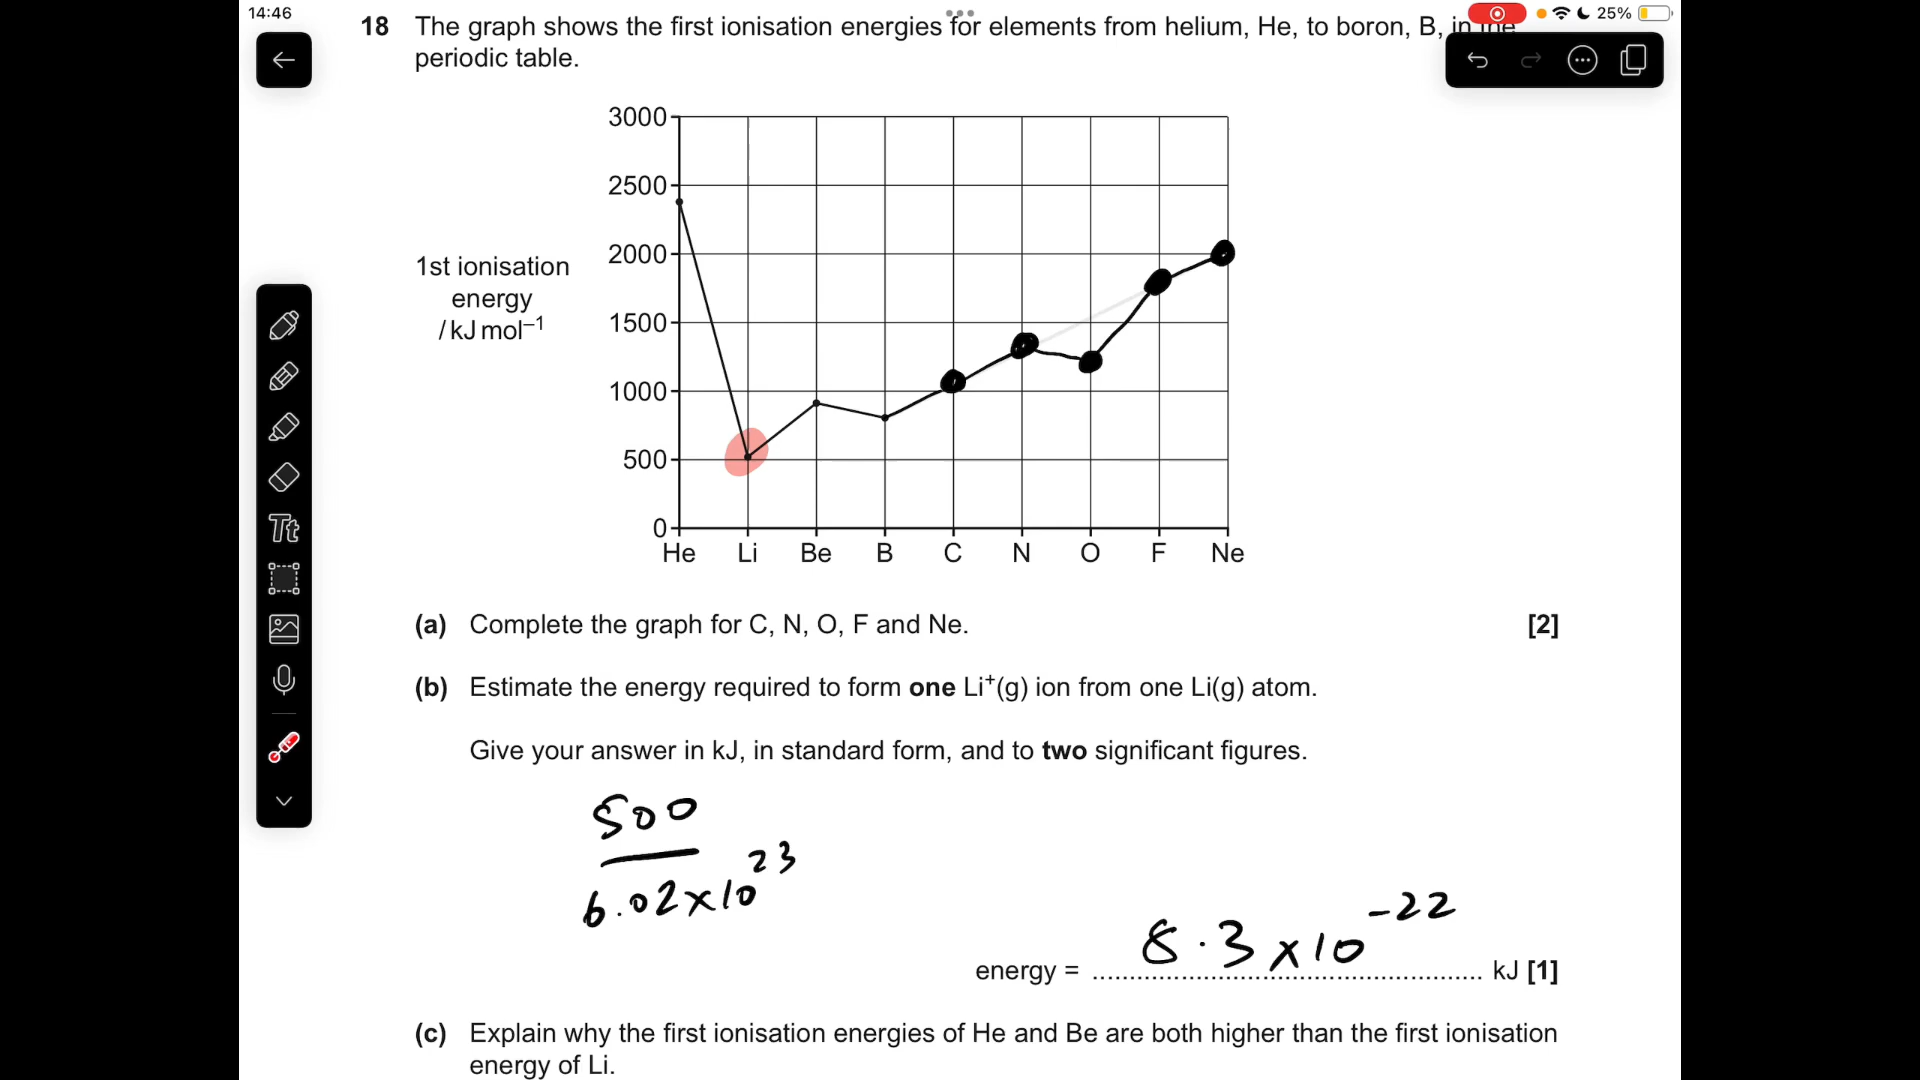 14:46
25%
18 The graph shows the first ionisation energies for elements from helium, He, to boron, B, in the
periodic table.
3000
2500
2000
1500
1000
500
0
1st ionisation
energy
/ kJ mol⁻¹
He Li Be B C N O F Ne
(a) Complete the graph for C, N, O, F and Ne. [2]
(b) Estimate the energy required to form one Li⁺(g) ion from one Li(g) atom.
Give your answer in kJ, in standard form, and to two significant figures.
500
6.02×10²³
8.3 ×10⁻²²
energy = ................................................... kJ [1]
(c) Explain why the first ionisation energies of He and Be are both higher than the first ionisation
energy of Li.
Tt